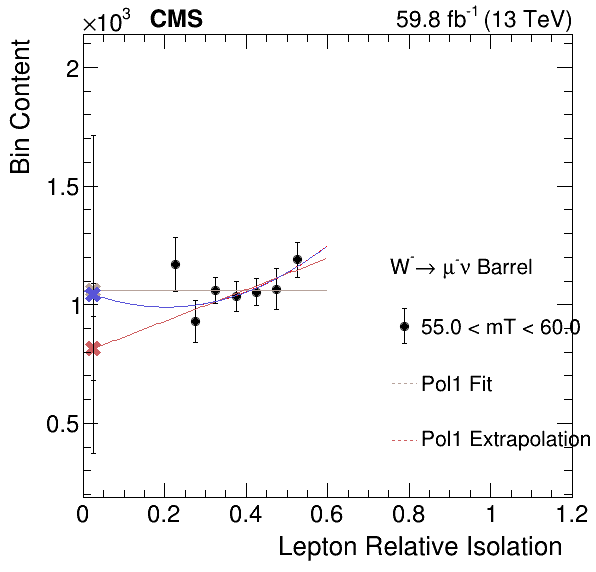 ×10³ CMS 59.8 fb⁻¹ (13 TeV)
Bin Content
2
1.5
1
0.5
W⁻→ μ⁻ν Barrel
55.0 < mT < 60.0
Pol1 Fit
Pol1 Extrapolation
0 0.2 0.4 0.6 0.8 1 1.2
Lepton Relative Isolation